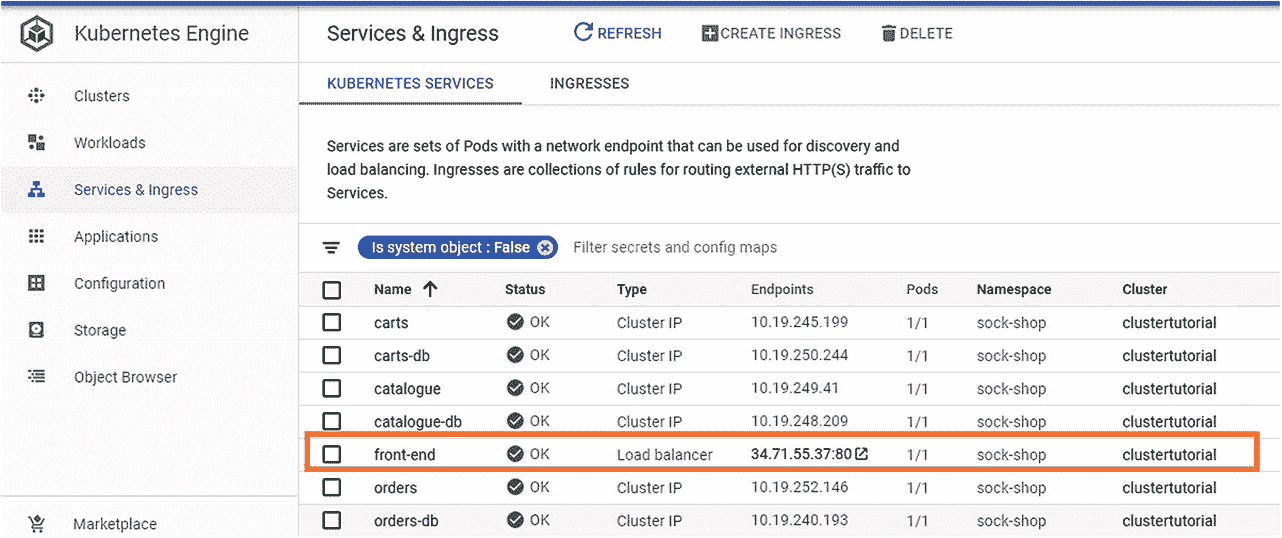 Kubernetes Engine
Services & Ingress
REFRESH
CREATE INGRESS
DELETE
Clusters
Workloads
Services & Ingress
Applications
Configuration
Storage
Object Browser
Marketplace
KUBERNETES SERVICES
INGRESSES
Services are sets of Pods with a network endpoint that can be used for discovery and
load balancing. Ingresses are collections of rules for routing external HTTP(S) traffic to
Services.
Is system object : False
Filter secrets and config maps
Name Status Type Endpoints Pods Namespace Cluster
carts OK Cluster IP 10.19.245.199 1/1 sock-shop clustertutorial
carts-db OK Cluster IP 10.19.250.244 1/1 sock-shop clustertutorial
catalogue OK Cluster IP 10.19.249.41 1/1 sock-shop clustertutorial
catalogue-db OK Cluster IP 10.19.248.209 1/1 sock-shop clustertutorial
front-end OK Load balancer 34.71.55.37:80 1/1 sock-shop clustertutorial
orders OK Cluster IP 10.19.252.146 1/1 sock-shop clustertutorial
orders-db OK Cluster IP 10.19.240.193 1/1 sock-shop clustertutorial